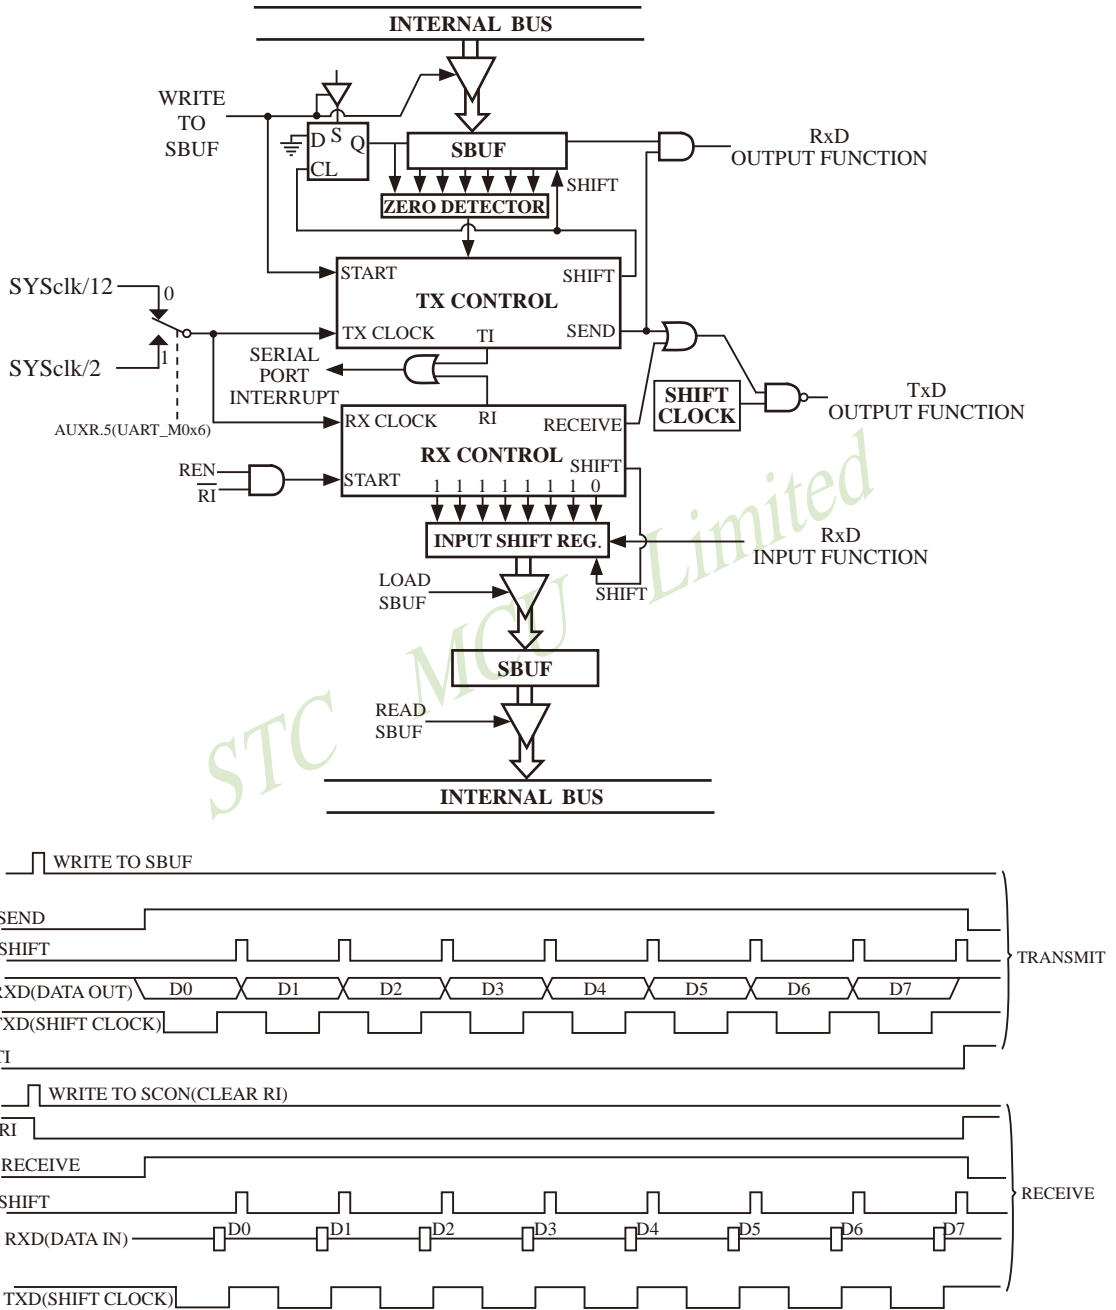 INTERNAL BUS
WRITE
TO
SBUF
D S Q
CL
SBUF
SHIFT
RxD
OUTPUT FUNCTION
ZERO DETECTOR
START
SHIFT
TX CONTROL
TX CLOCK
TI
SEND
SYSclk/12
0
SYSclk/2
1
AUXR.5(UART_M0x6)
SERIAL
PORT
INTERRUPT
SHIFT
CLOCK
TxD
OUTPUT FUNCTION
RX CLOCK
RI
RECEIVE
RX CONTROL
SHIFT
START
1 1 1 1 1 1 1 0
REN
RI
INPUT SHIFT REG.
RxD
INPUT FUNCTION
SHIFT
LOAD
SBUF
SBUF
READ
SBUF
INTERNAL BUS
STC MCU Limited
WRITE TO SBUF
SEND
SHIFT
RXD(DATA OUT) D0 D1 D2 D3 D4 D5 D6 D7
TXD(SHIFT CLOCK)
TI
TRANSMIT
WRITE TO SCON(CLEAR RI)
RI
RECEIVE
SHIFT
RXD(DATA IN) D0 D1 D2 D3 D4 D5 D6 D7
TXD(SHIFT CLOCK)
RECEIVE